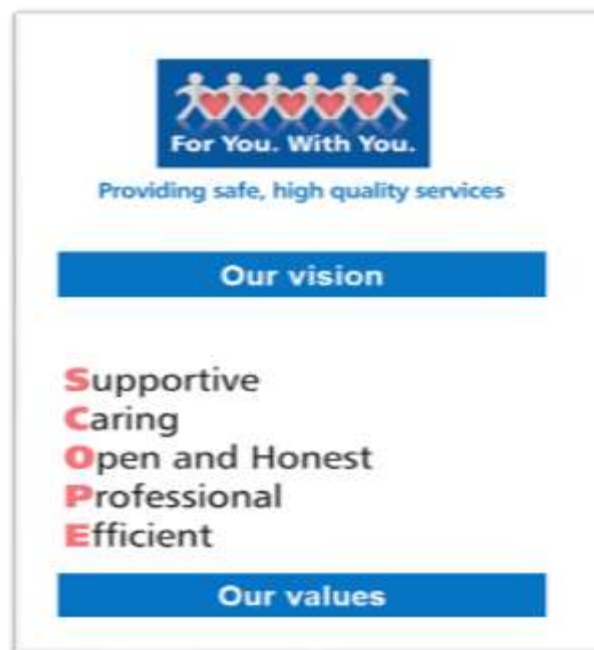 For You. With You.
Providing safe, high quality services
Our vision
Supportive
Caring
Open and Honest
Professional
Efficient
Our values